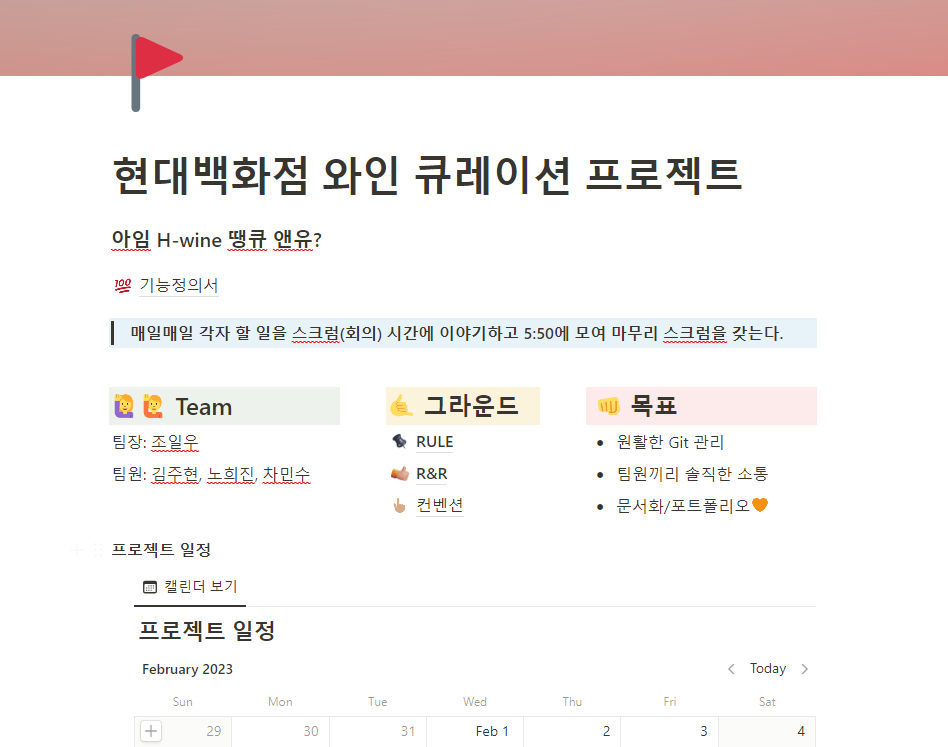 현대백화점 와인 큐레이션 프로젝트
아임 H-wine 땡큐 앤유?
💯 기능정의서
매일매일 각자 할 일을 스크럼(회의) 시간에 이야기하고 5:50에 모여 마무리 스크럼을 갖는다.
🙋‍♀️🙋 Team
팀장: 조일우
팀원: 김주현, 노희진, 차민수
🤙 그라운드
RULE
R&R
컨벤션
👊 목표
• 원활한 Git 관리
• 팀원끼리 솔직한 소통
• 문서화/포트폴리오🧡
프로젝트 일정
캘린더 보기
프로젝트 일정
February 2023 Today
Sun Mon Tue Wed Thu Fri Sat
29 30 31 Feb 1 2 3 4